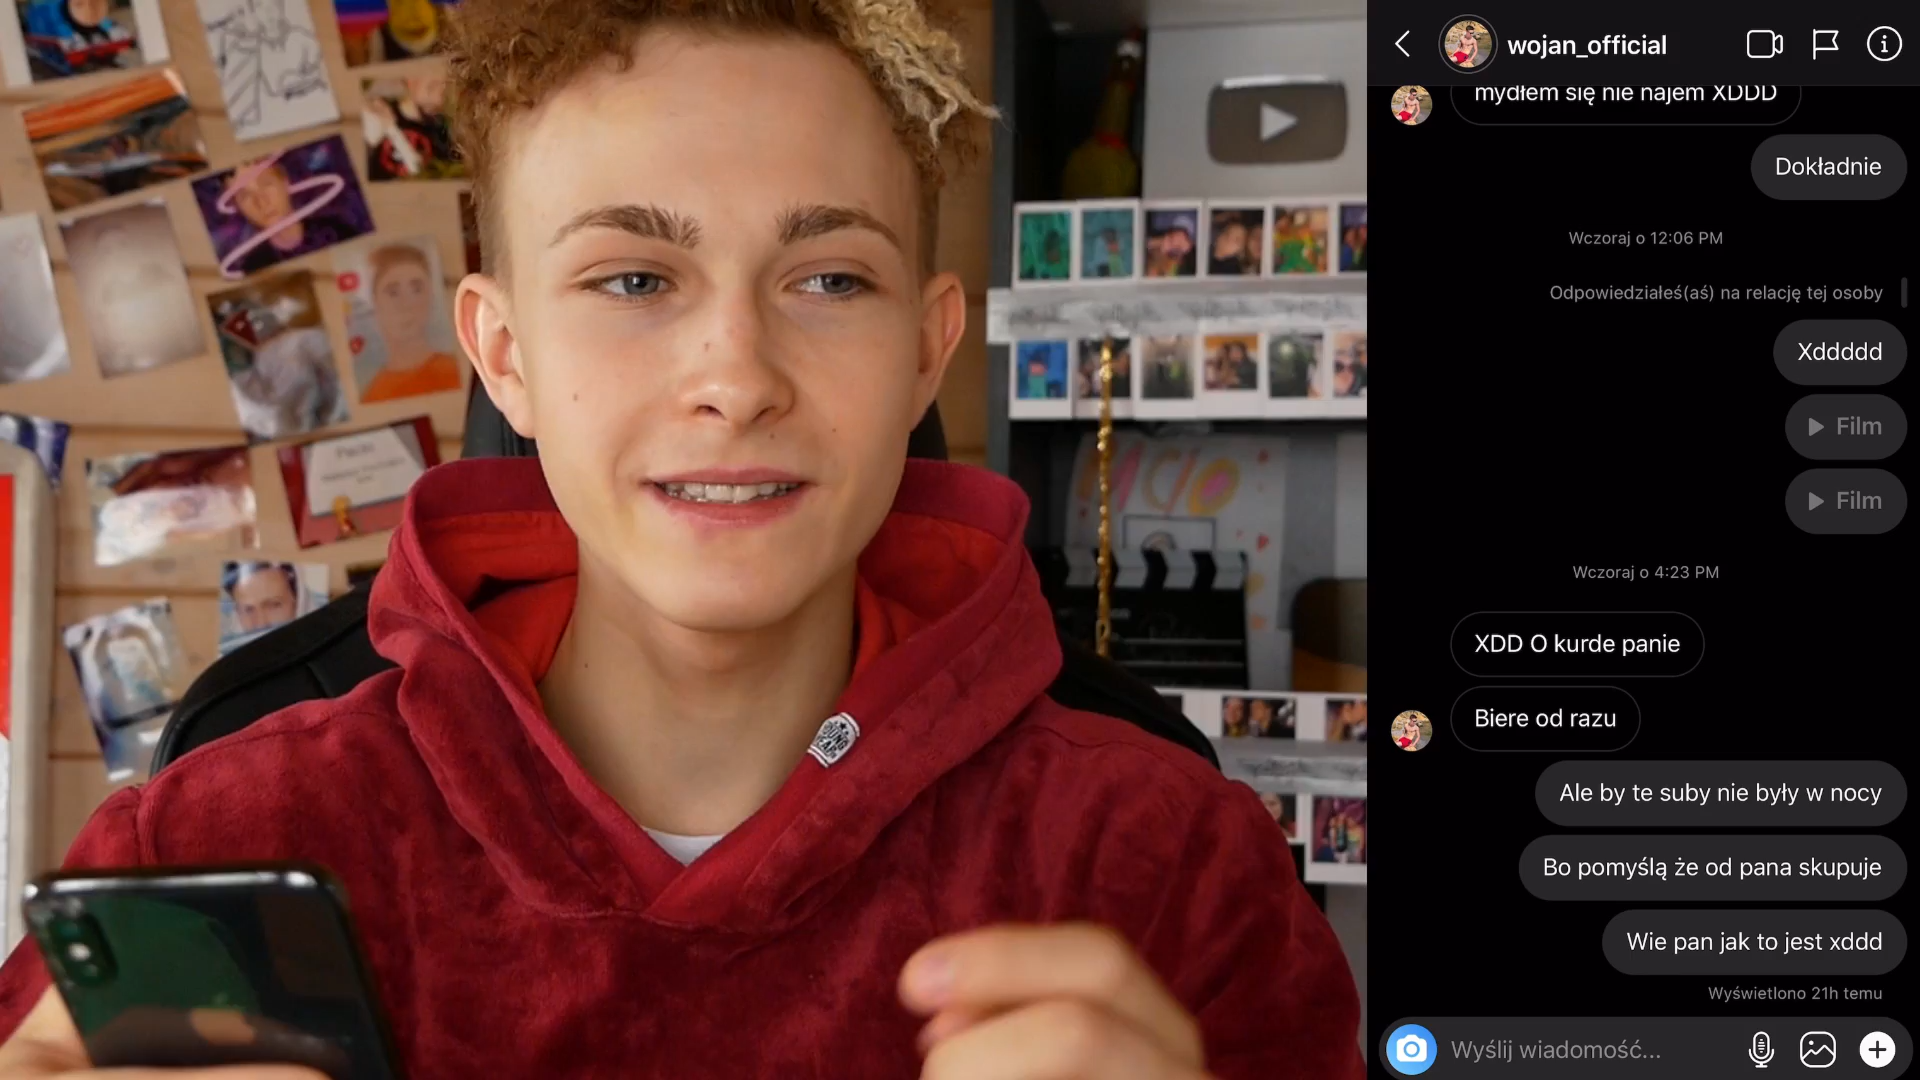 wojan_official
mydłem się nie najem XDDD
Dokładnie
Wczoraj o 12:06 PM
Odpowiedziałeś(aś) na relację tej osoby
Xddddd
Film
Film
Wczoraj o 4:23 PM
XDD O kurde panie
Biere od razu
Ale by te suby nie były w nocy
Bo pomyślą że od pana skupuje
Wie pan jak to jest xddd
Wyświetlono 21h temu
Wyślij wiadomość...